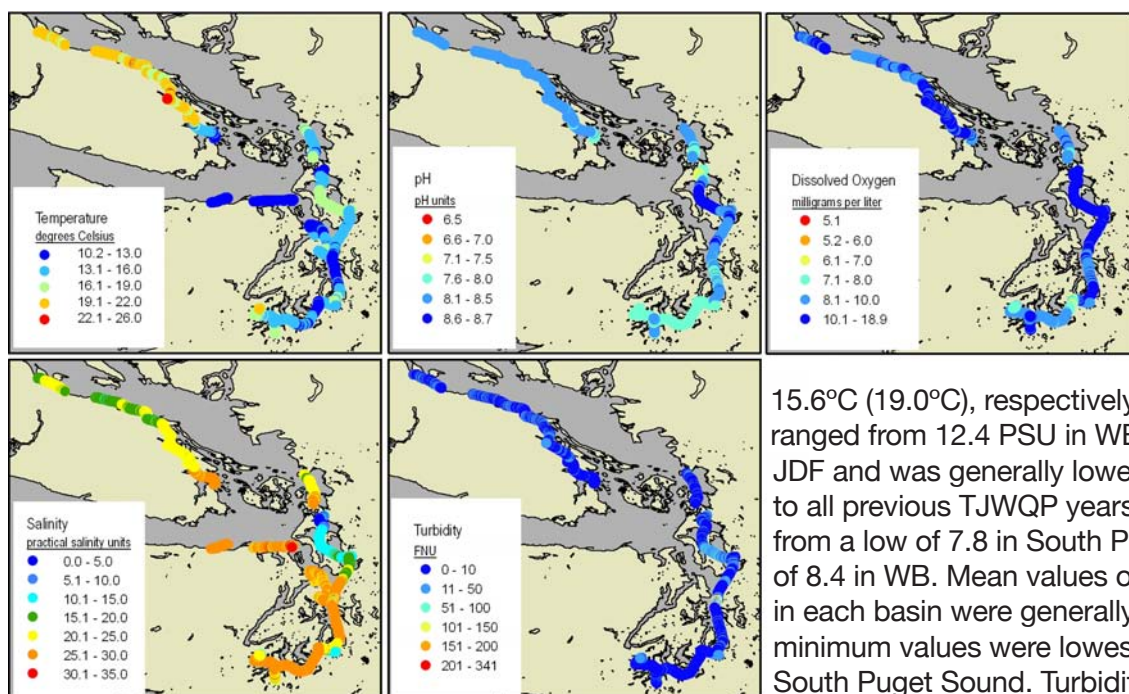 Temperature
degrees Celsius
10.2 - 13.0
13.1 - 16.0
16.1 - 19.0
19.1 - 22.0
22.1 - 26.0
pH
pH units
6.5
6.6 - 7.0
7.1 - 7.5
7.6 - 8.0
8.1 - 8.5
8.6 - 8.7
Dissolved Oxygen
milligrams per liter
5.1
5.2 - 6.0
6.1 - 7.0
7.1 - 8.0
8.1 - 10.0
10.1 - 18.9
Salinity
practical salinity units
0.0 - 5.0
5.1 - 10.0
10.1 - 15.0
15.1 - 20.0
20.1 - 25.0
25.1 - 30.0
30.1 - 35.0
Turbidity
FNU
0 - 10
11 - 50
51 - 100
101 - 150
151 - 200
201 - 341
15.6ºC (19.0ºC), respectively
ranged from 12.4 PSU in WB
JDF and was generally lowe
to all previous TJWQP years
from a low of 7.8 in South P
of 8.4 in WB. Mean values o
in each basin were generally
minimum values were lowes
South Puget Sound. Turbidit